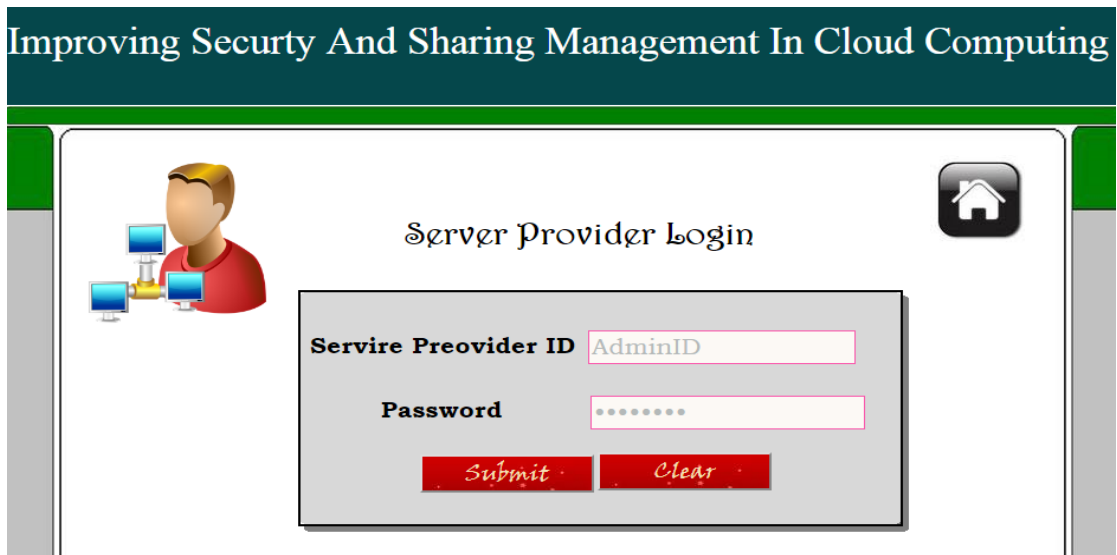 Improving Securty And Sharing Management In Cloud Computing
Server Provider Login
Servire Preovider ID AdminID
Password ••••••••
Submit Clear